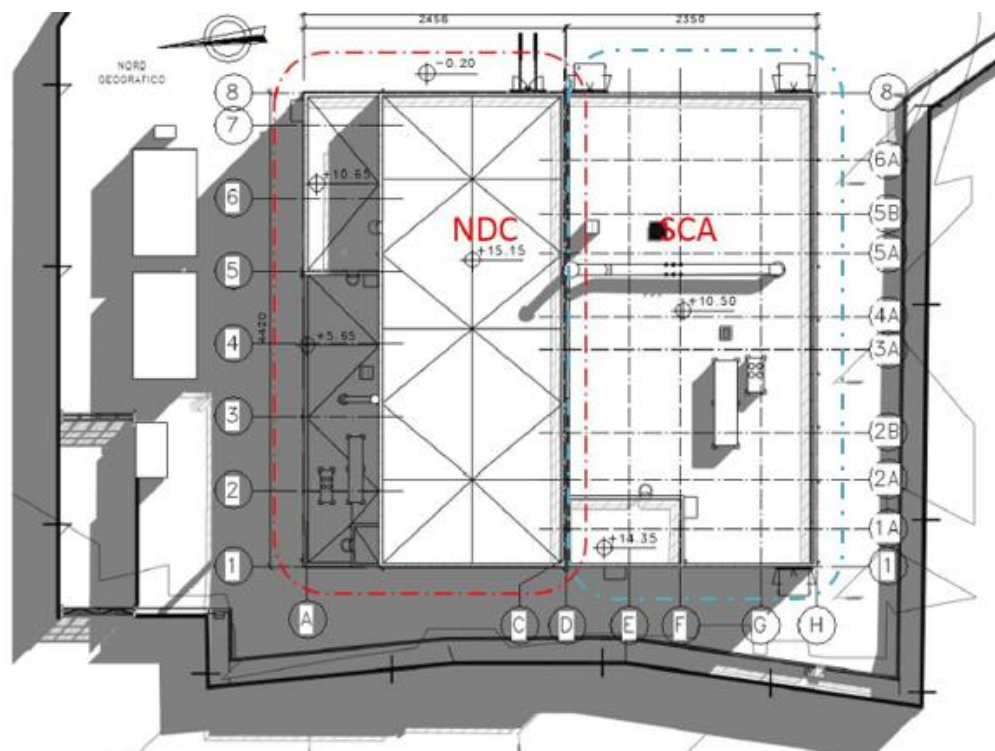 2456 2350
NORD
GEOGRAFICO
-0.20
8 8
7
6A
+10.65
6
5B
NDC SCA
5A
+15.15
5
+10.50
4A
4420
+5.65
4
3A
3
2B
2A
2
1A
+14.35
1 1
A C D E F G H